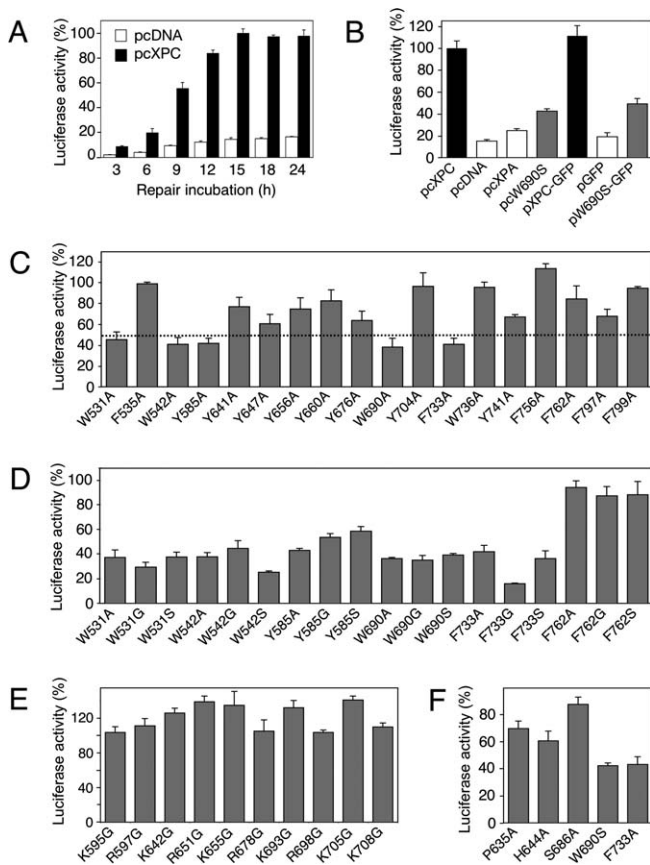 A
Luciferase activity (%)
100
80
60
40
20
0
pcDNA
pcXPC
3 6 9 12 15 18 24
Repair incubation (h)
B
Luciferase activity (%)
120
100
80
60
40
20
0
pcXPC
pcDNA
pcXPA
pcW690S
pXPC-GFP
pGFP
pW690S-GFP
C
Luciferase activity (%)
120
100
80
60
40
20
0
W531A
F535A
W542A
Y585A
Y641A
Y647A
Y656A
Y660A
Y676A
W690A
Y704A
F733A
W736A
Y741A
F756A
F762A
F797A
F799A
D
Luciferase activity (%)
100
80
60
40
20
0
W531A
W531G
W531S
W542A
W542G
W542S
Y585A
Y585G
Y585S
W690A
W690G
W690S
F733A
F733G
F733S
F762A
F762G
F762S
E
Luciferase activity (%)
120
80
40
0
K595G
R597G
K642G
R651G
K655G
R678G
K693G
R698G
K705G
K708G
F
Luciferase activity (%)
80
60
40
20
0
P635A
H644A
S686A
W690S
F733A